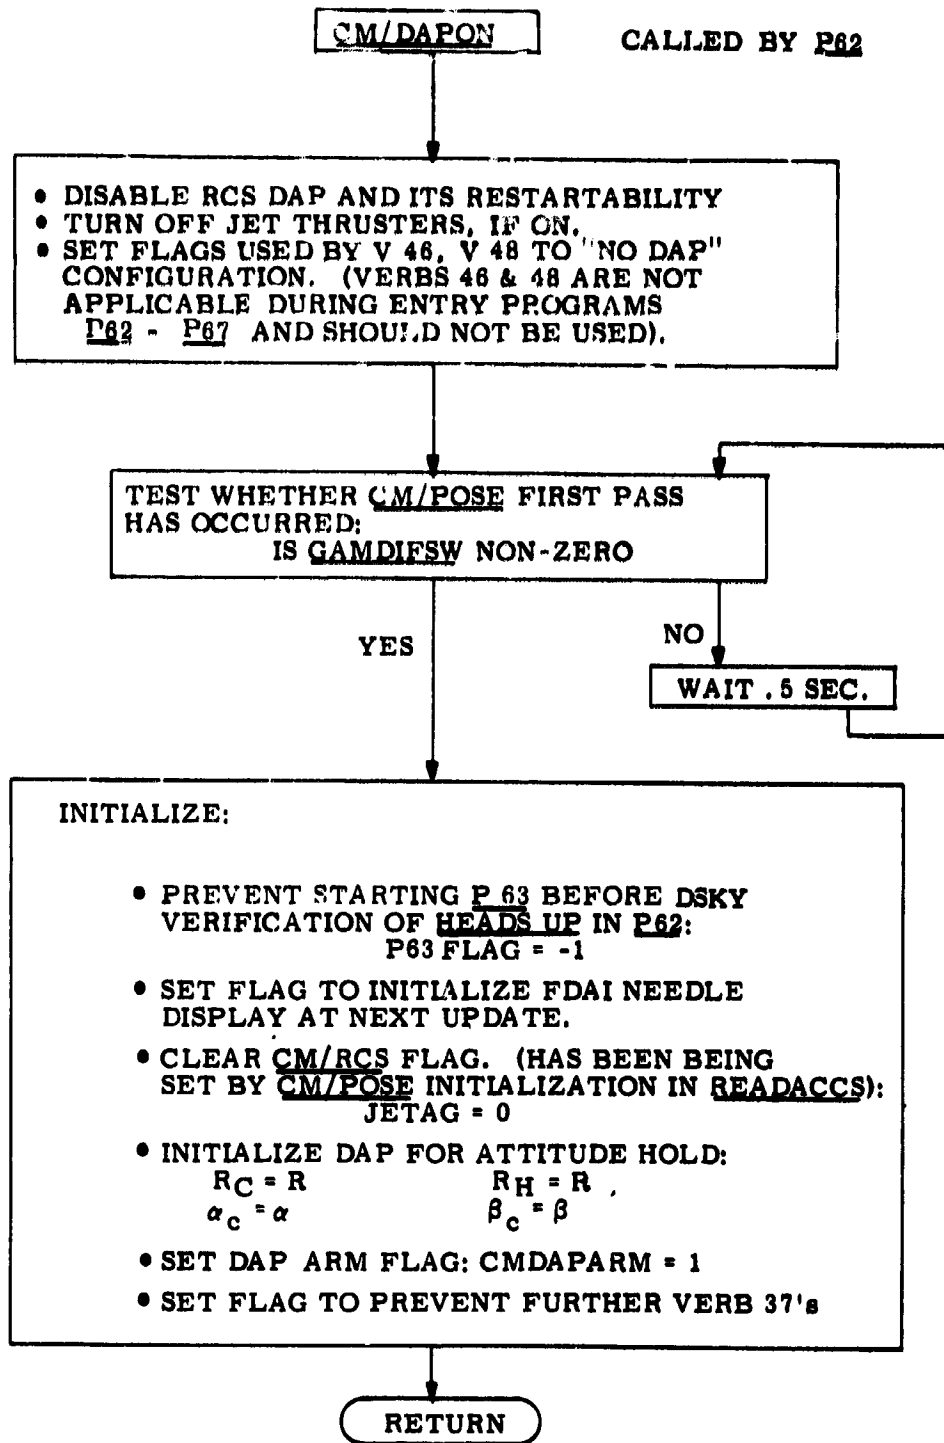 CM/DAPON
CALLED BY P62
• DISABLE RCS DAP AND ITS RESTARTABILITY
• TURN OFF JET THRUSTERS, IF ON.
• SET FLAGS USED BY V 46, V 48 TO "NO DAP"
CONFIGURATION. (VERBS 46 & 48 ARE NOT
APPLICABLE DURING ENTRY PROGRAMS
P62 - P67 AND SHOULD NOT BE USED).
TEST WHETHER CM/POSE FIRST PASS
HAS OCCURRED:
IS GAMDIFSW NON-ZERO
YES
NO
WAIT .5 SEC.
INITIALIZE:
• PREVENT STARTING P 63 BEFORE DSKY
VERIFICATION OF HEADS UP IN P62:
P63 FLAG = -1
• SET FLAG TO INITIALIZE FDAI NEEDLE
DISPLAY AT NEXT UPDATE.
• CLEAR CM/RCS FLAG. (HAS BEEN BEING
SET BY CM/POSE INITIALIZATION IN READACCS):
JETAG = 0
• INITIALIZE DAP FOR ATTITUDE HOLD:
R_C = R R_H = R
α_c = α β_c = β
• SET DAP ARM FLAG: CMDAPARM = 1
• SET FLAG TO PREVENT FURTHER VERB 37's
RETURN